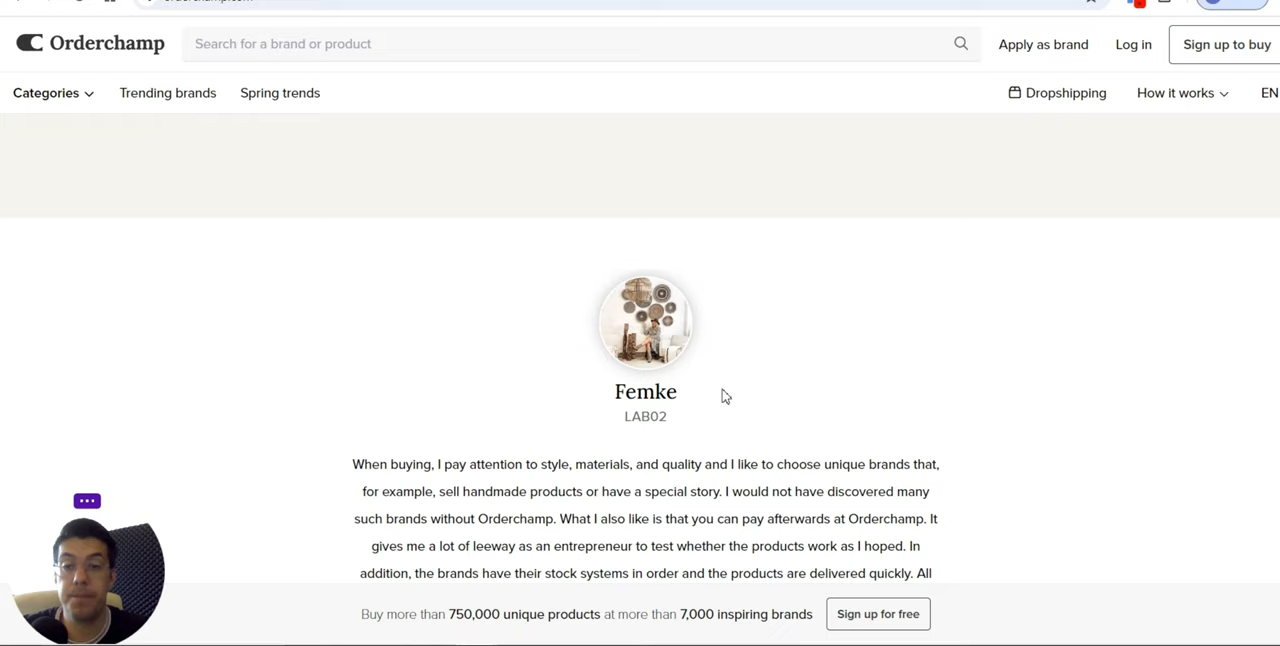 Orderchamp
Search for a brand or product
Apply as brand
Log in
Sign up to buy
Categories
Trending brands
Spring trends
Dropshipping
How it works
EN
Femke
LAB02
When buying, I pay attention to style, materials, and quality and I like to choose unique brands that,
for example, sell handmade products or have a special story. I would not have discovered many
such brands without Orderchamp. What I also like is that you can pay afterwards at Orderchamp. It
gives me a lot of leeway as an entrepreneur to test whether the products work as I hoped. In
addition, the brands have their stock systems in order and the products are delivered quickly. All
Buy more than 750,000 unique products at more than 7,000 inspiring brands
Sign up for free